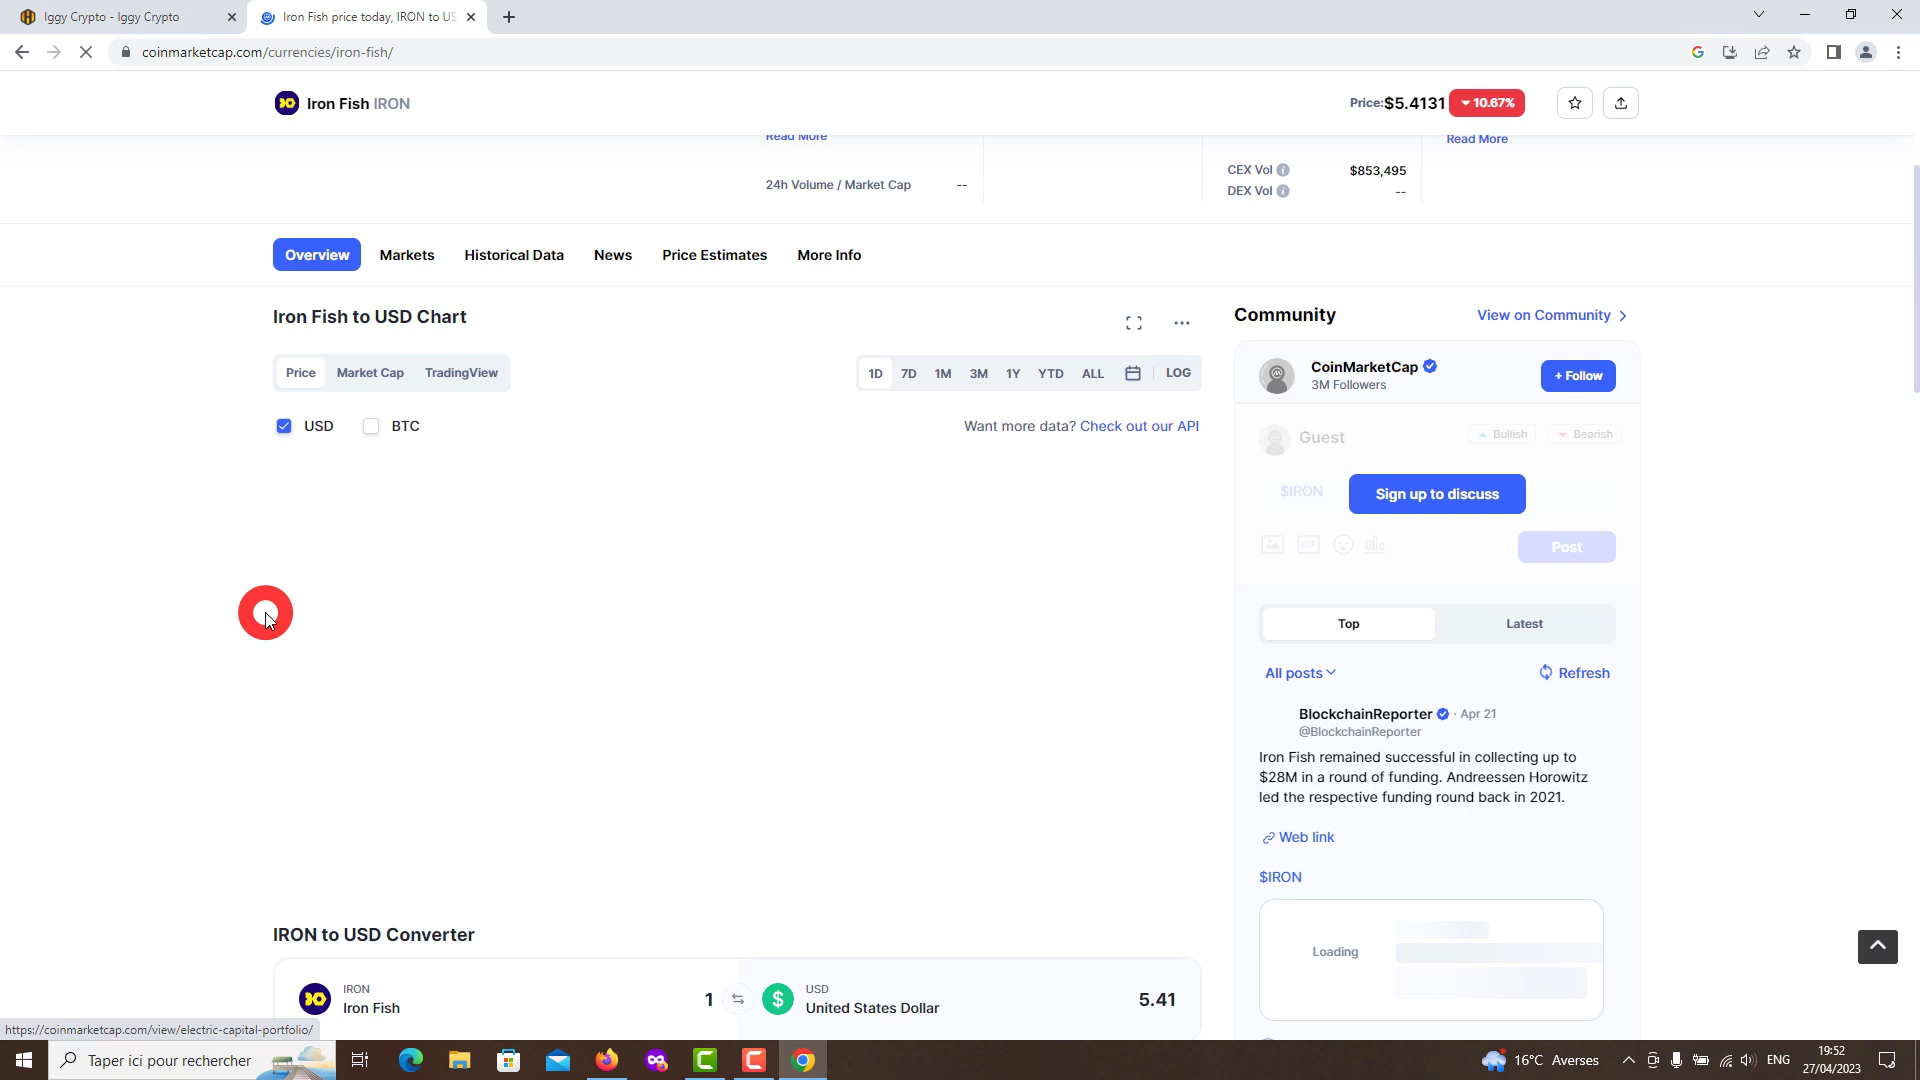 Iggy Crypto - Iggy Crypto
Iron Fish price today, IRON to US
coinmarketcap.com/currencies/iron-fish/
Iron Fish IRON
Price:$5.4131
10.67%
Read More
Read More
24h Volume / Market Cap --
CEX Vol $853,495
DEX Vol --
Overview
Markets
Historical Data
News
Price Estimates
More Info
Iron Fish to USD Chart
Price
Market Cap
TradingView
1D
7D
1M
3M
1Y
YTD
ALL
LOG
USD
BTC
Want more data? Check out our API
Community
View on Community
CoinMarketCap
3M Followers
+ Follow
Guest
Bullish
Bearish
$IRON
Sign up to discuss
GIF
Post
Top
Latest
All posts
Refresh
BlockchainReporter · Apr 21
@BlockchainReporter
Iron Fish remained successful in collecting up to
$28M in a round of funding. Andreessen Horowitz
led the respective funding round back in 2021.
Web link
$IRON
Loading
IRON to USD Converter
IRON
Iron Fish
1
USD
United States Dollar
5.41
https://coinmarketcap.com/view/electric-capital-portfolio/
Taper ici pour rechercher
16°C Averses
ENG
19:52
27/04/2023